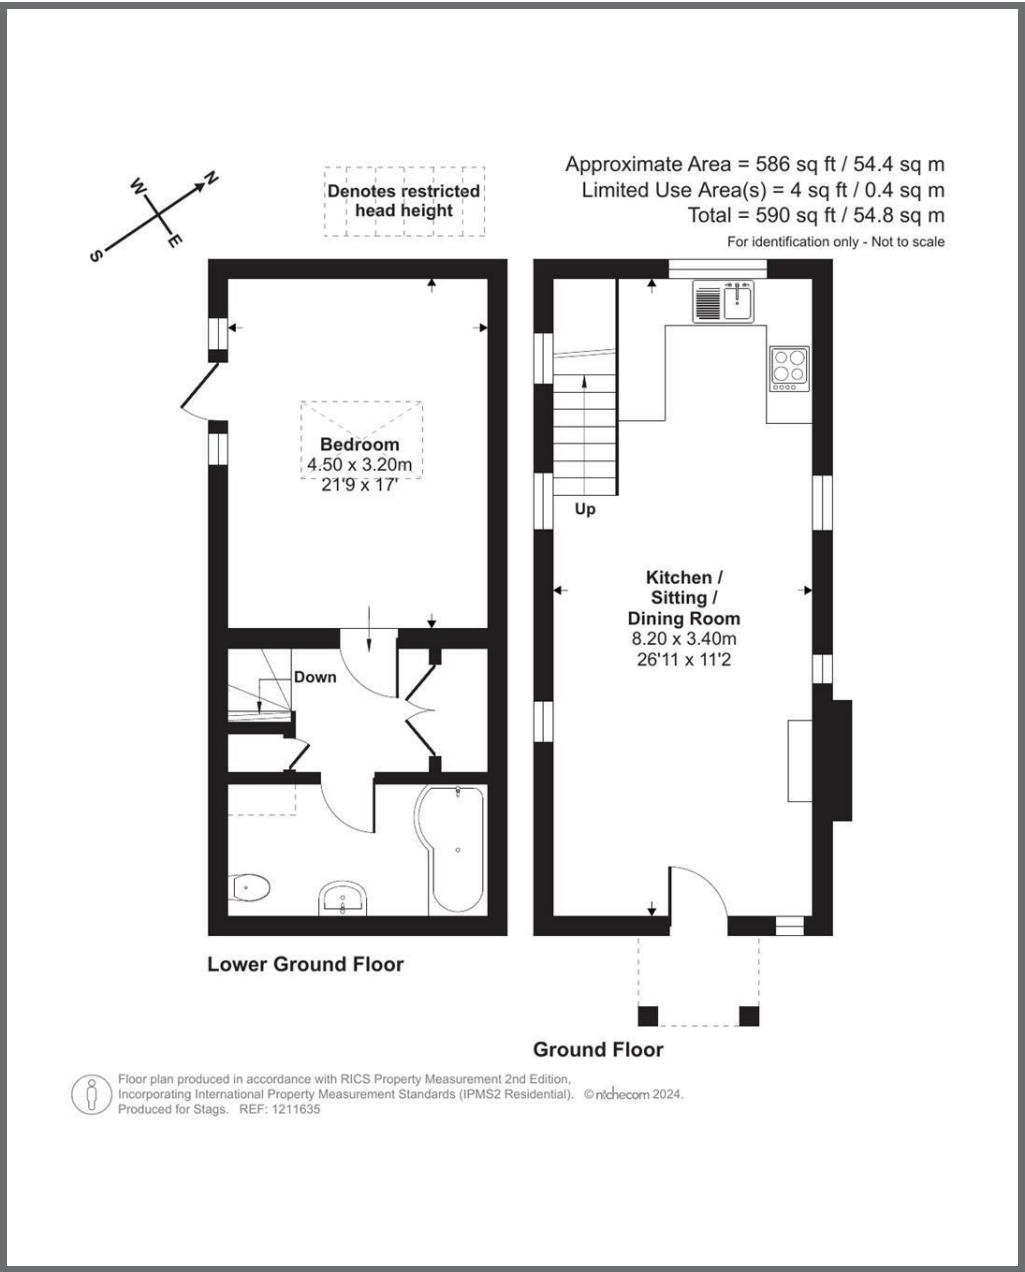 Approximate Area = 586 sq ft / 54.4 sq m
Limited Use Area(s) = 4 sq ft / 0.4 sq m
Total = 590 sq ft / 54.8 sq m
For identification only - Not to scale
N
W
E
S
Denotes restricted
head height
Bedroom
4.50 x 3.20m
21'9 x 17'
Down
Lower Ground Floor
Up
Kitchen /
Sitting /
Dining Room
8.20 x 3.40m
26'11 x 11'2
Ground Floor
Floor plan produced in accordance with RICS Property Measurement 2nd Edition,
Incorporating International Property Measurement Standards (IPMS2 Residential). © nichecom 2024.
Produced for Stags. REF: 1211635